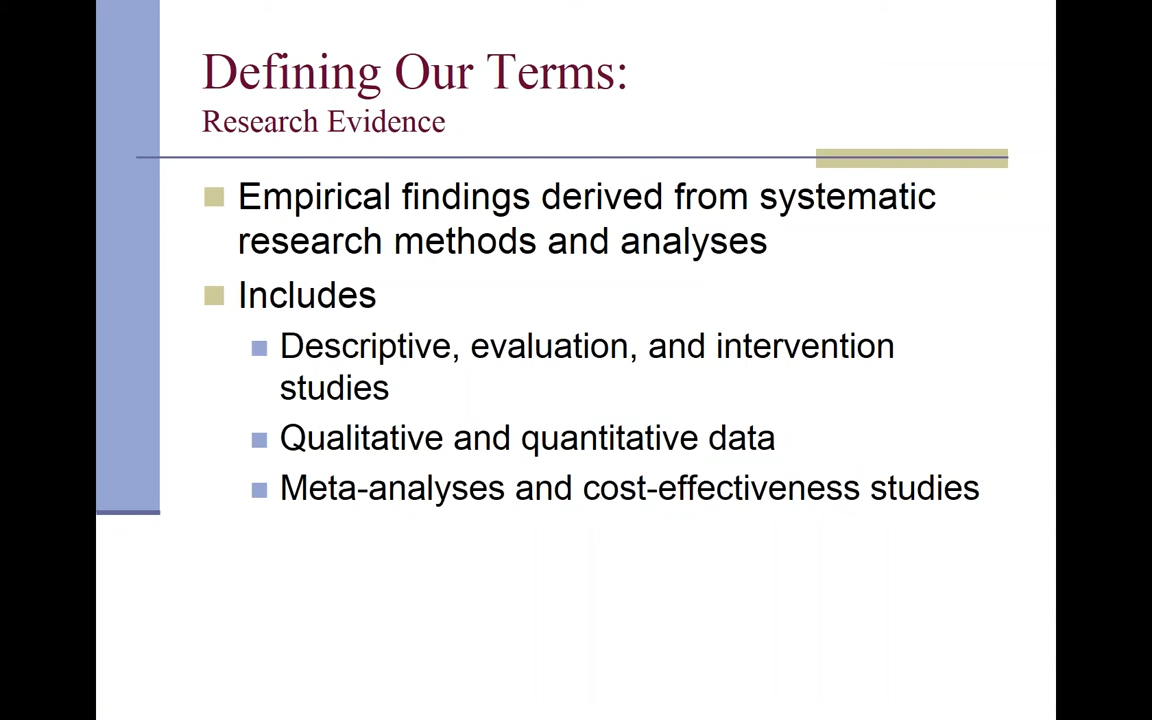 Defining Our Terms:
Research Evidence
Empirical findings derived from systematic
research methods and analyses
Includes
Descriptive, evaluation, and intervention
studies
Qualitative and quantitative data
Meta-analyses and cost-effectiveness studies